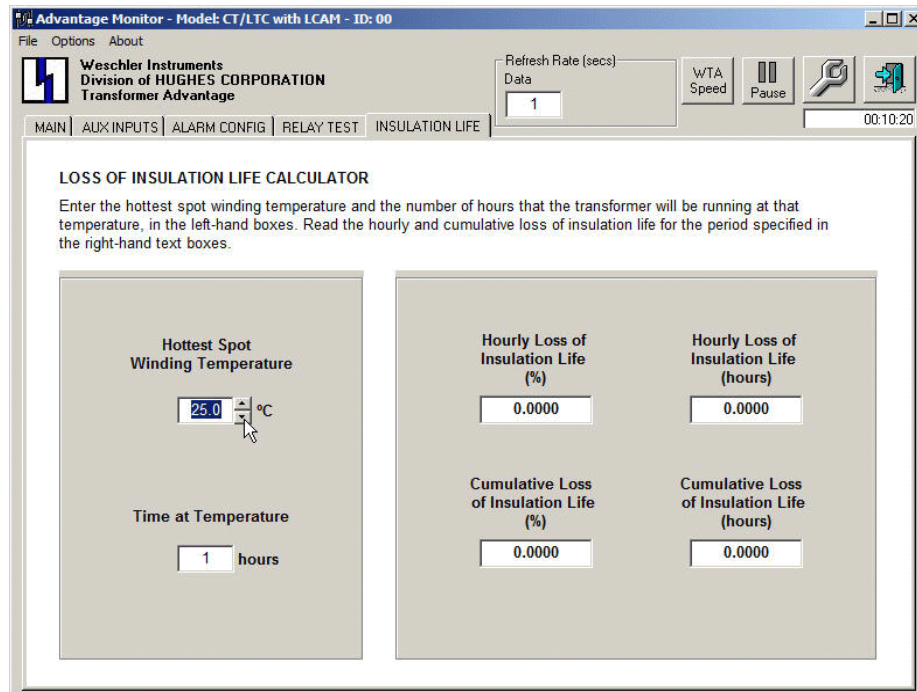 Advantage Monitor - Model: CT/LTC with LCAM - ID: 00
File Options About
Weschler Instruments
Division of HUGHES CORPORATION
Transformer Advantage
Refresh Rate (secs)
Data
1
WTA
Speed
Pause
00:10:20
MAIN AUX INPUTS ALARM CONFIG RELAY TEST INSULATION LIFE
LOSS OF INSULATION LIFE CALCULATOR
Enter the hottest spot winding temperature and the number of hours that the transformer will be running at that
temperature, in the left-hand boxes. Read the hourly and cumulative loss of insulation life for the period specified in
the right-hand text boxes.
Hottest Spot
Winding Temperature
25.0 ºC
Time at Temperature
1 hours
Hourly Loss of
Insulation Life
(%)
0.0000
Hourly Loss of
Insulation Life
(hours)
0.0000
Cumulative Loss
of Insulation Life
(%)
0.0000
Cumulative Loss
of Insulation Life
(hours)
0.0000